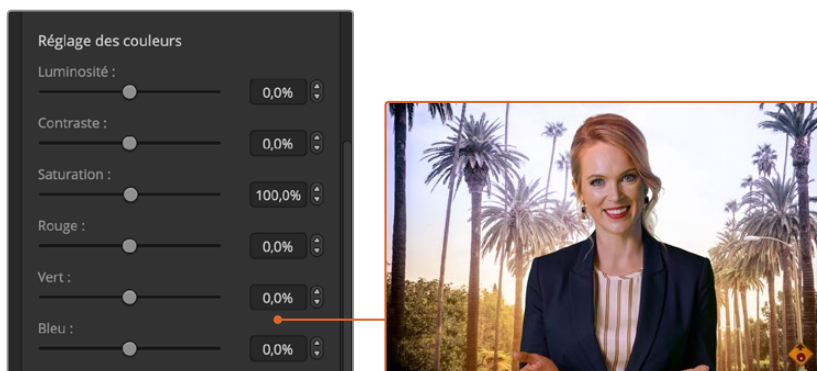 Réglage des couleurs
Luminosité :
0,0%
Contraste :
0,0%
Saturation :
100,0%
Rouge :
0,0%
Vert :
0,0%
Bleu :
0,0%